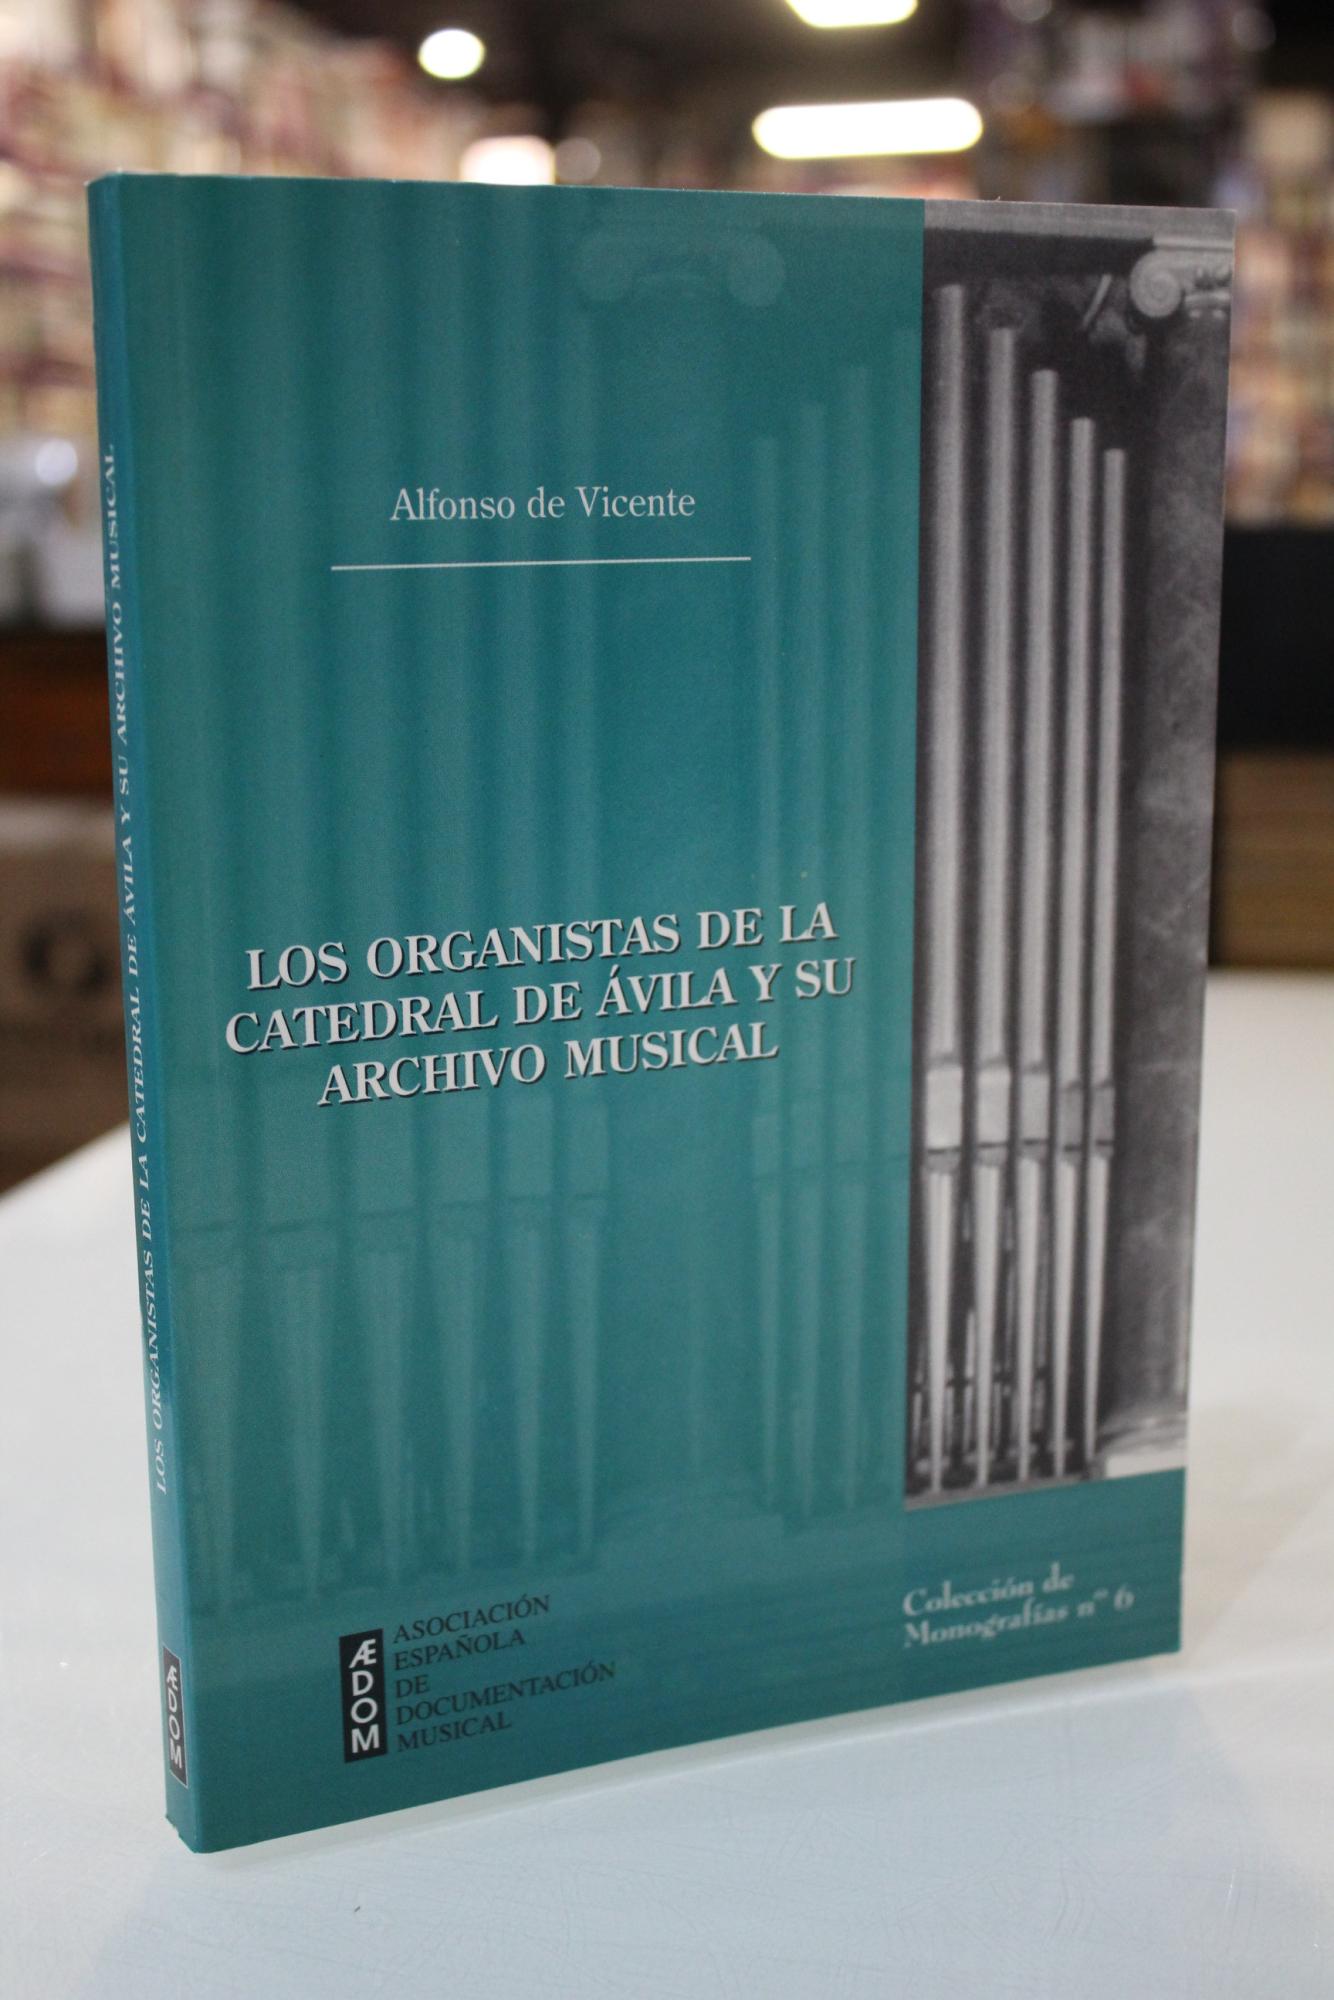 Alfonso de Vicente
LOS ORGANISTAS DE LA
CATEDRAL DE ÁVILA Y SU
ARCHIVO MUSICAL
Colección de
Monografías nº 6
ÆDOM
ASOCIACIÓN
ESPAÑOLA
DE
DOCUMENTACIÓN
MUSICAL
LOS ORGANISTAS DE LA CATEDRAL DE ÁVILA Y SU ARCHIVO MUSICAL
ÆDOM